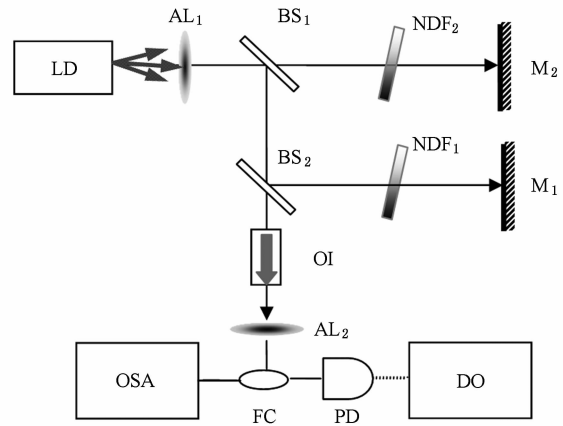 AL₁
BS₁
NDF₂
LD
M₂
NDF₁
BS₂
M₁
OI
AL₂
OSA
DO
FC
PD